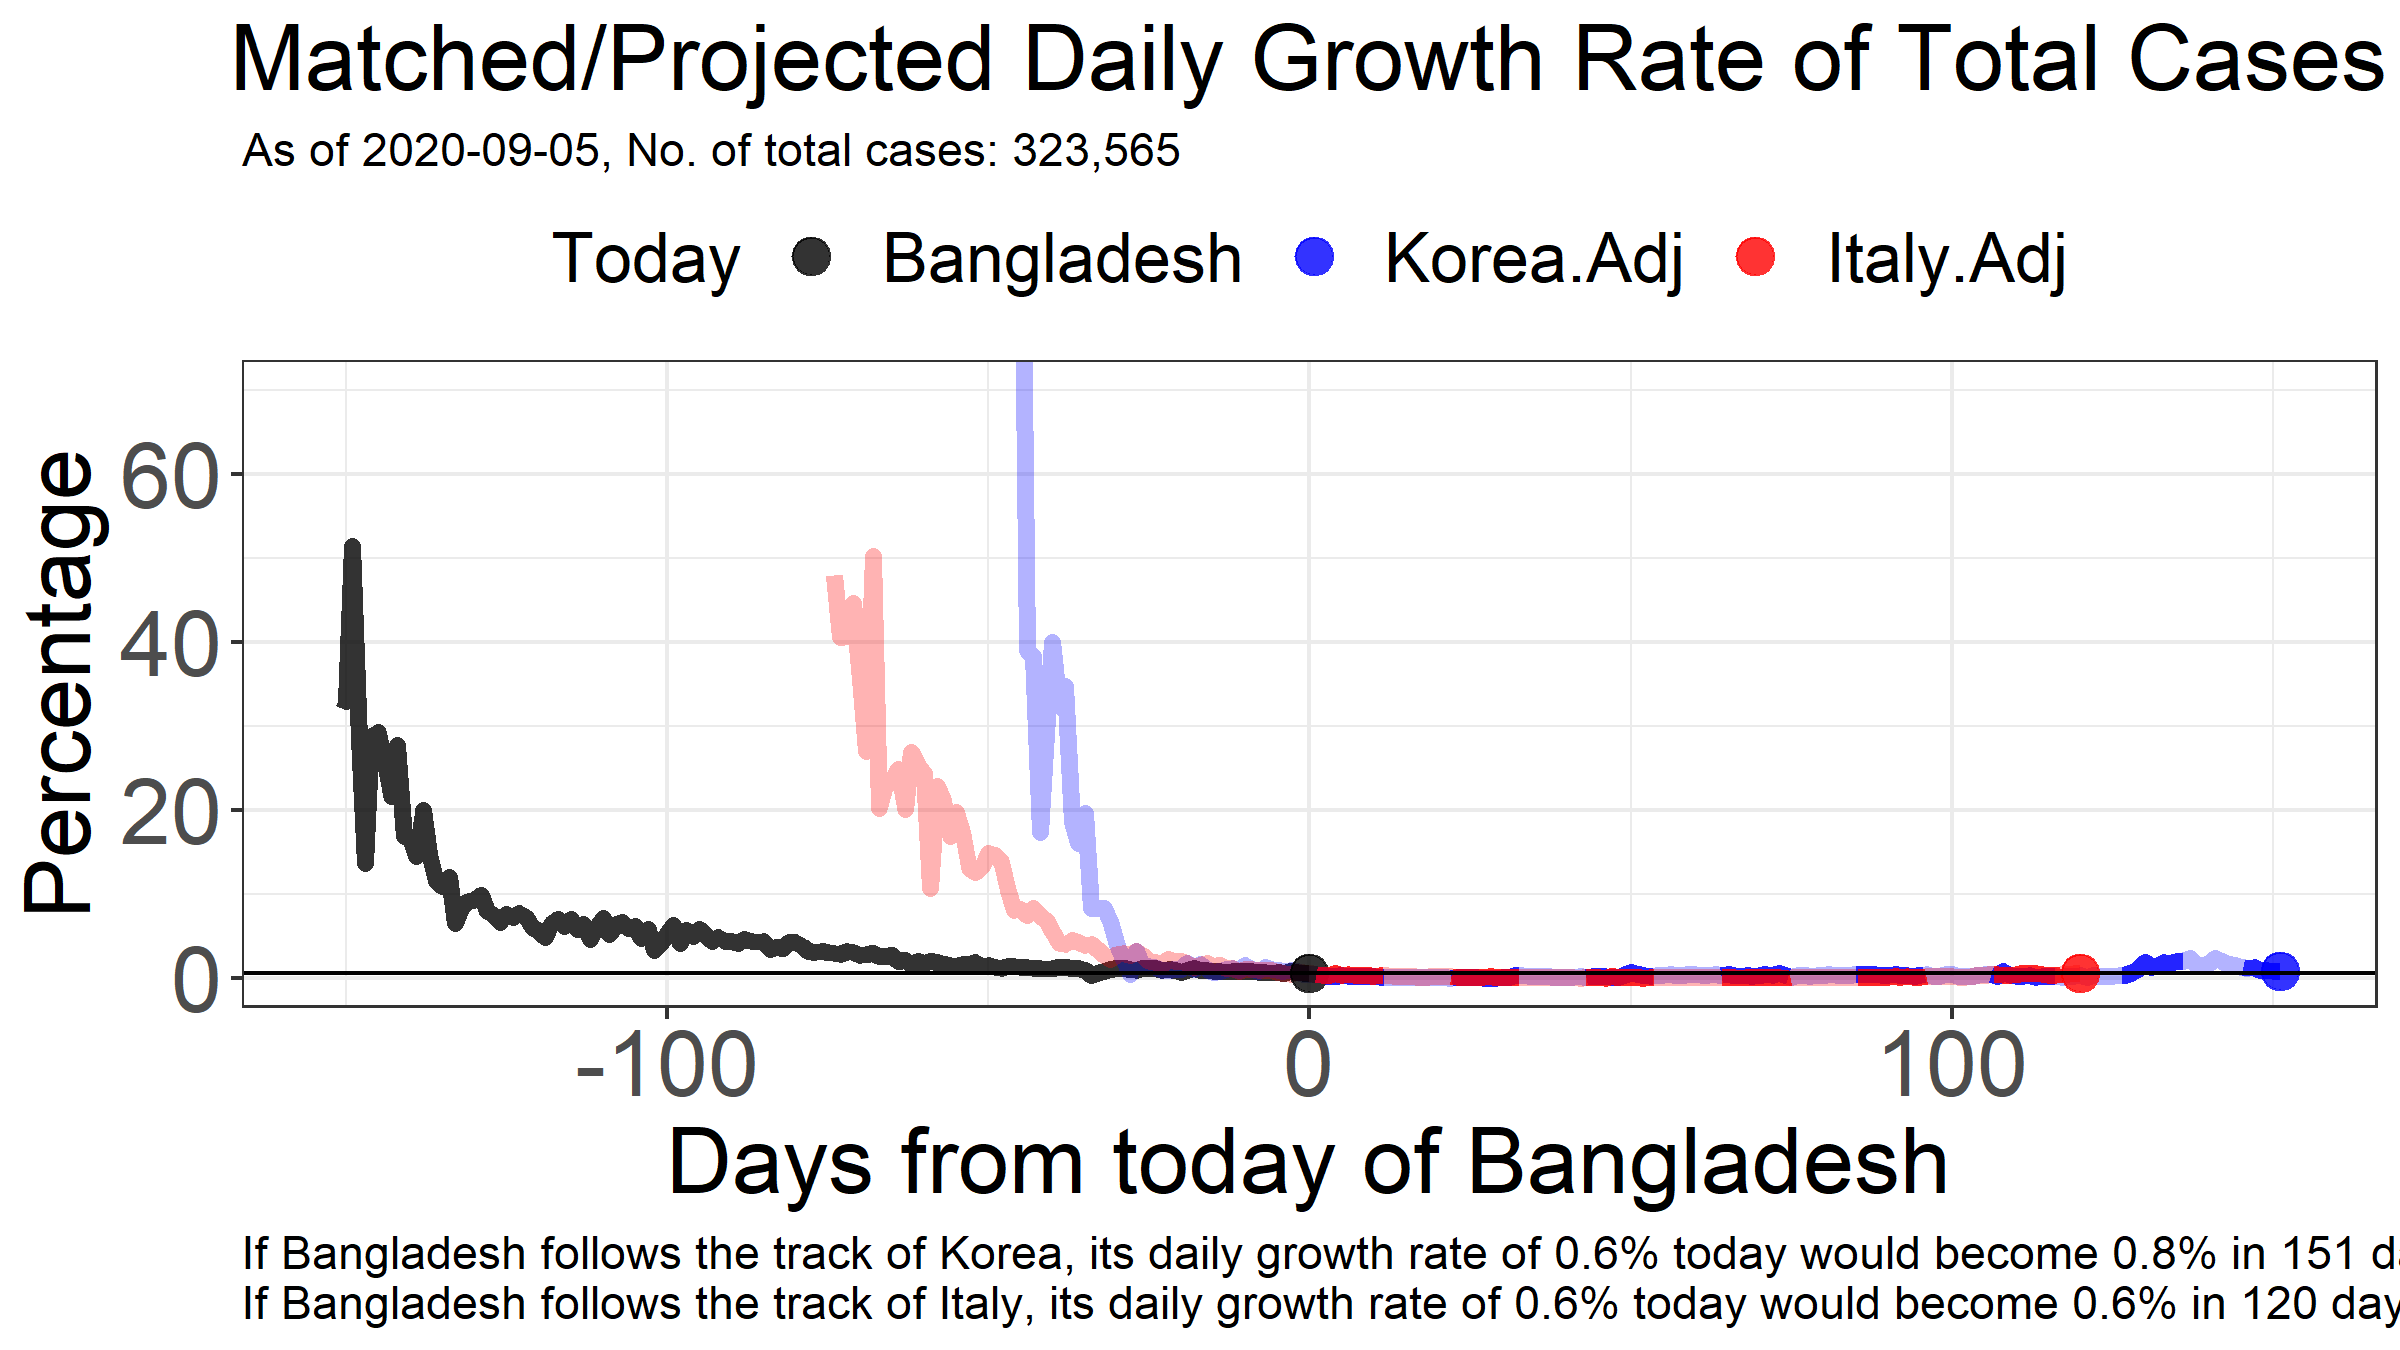 Matched/Projected Daily Growth Rate of Total Cases
As of 2020-09-05, No. of total cases: 323,565
Today Bangladesh Korea.Adj Italy.Adj
Percentage
60
40
20
0
-100 0 100
Days from today of Bangladesh
If Bangladesh follows the track of Korea, its daily growth rate of 0.6% today would become 0.8% in 151
If Bangladesh follows the track of Italy, its daily growth rate of 0.6% today would become 0.6% in 120